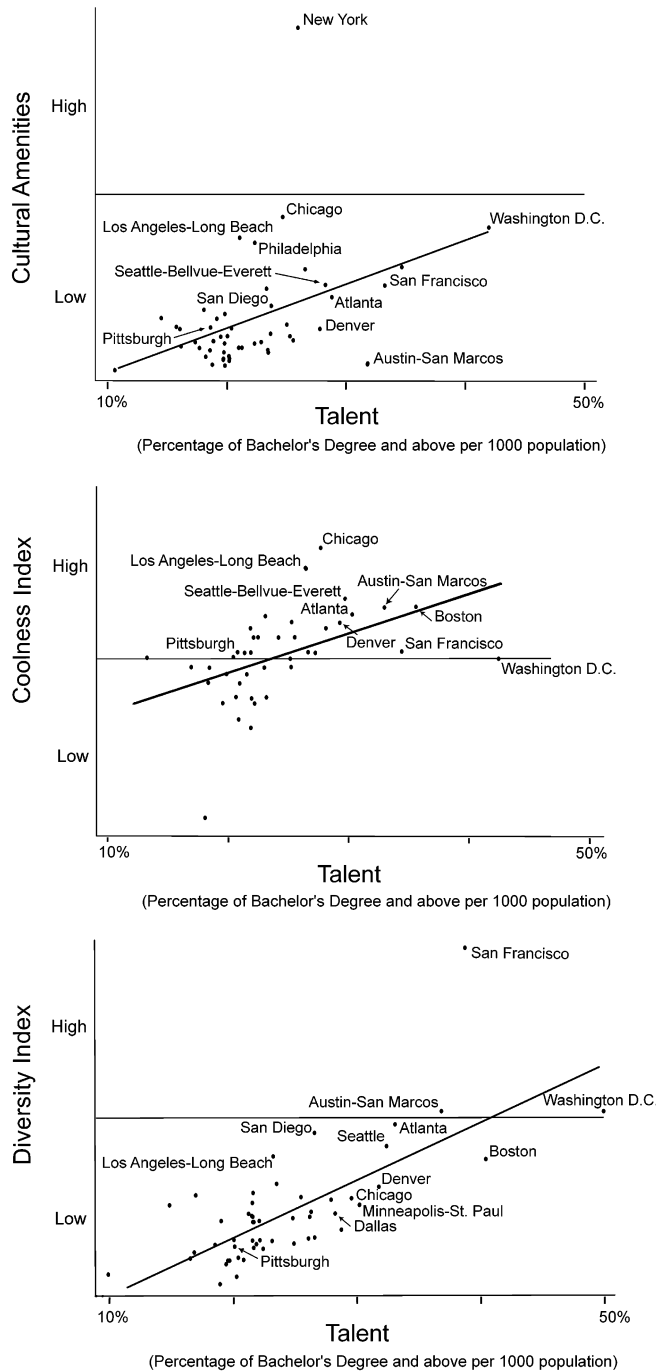 New York
High
Cultural Amenities
Chicago
Los Angeles-Long Beach
Washington D.C.
Philadelphia
Seattle-Bellvue-Everett
San Francisco
Low
San Diego
Atlanta
Pittsburgh
Denver
Austin-San Marcos
10%
50%
Talent
(Percentage of Bachelor's Degree and above per 1000 population)
Chicago
High
Coolness Index
Los Angeles-Long Beach
Austin-San Marcos
Seattle-Bellvue-Everett
Atlanta
Boston
Pittsburgh
Denver
San Francisco
Washington D.C.
Low
10%
50%
Talent
(Percentage of Bachelor's Degree and above per 1000 population)
San Francisco
High
Diversity Index
Austin-San Marcos
Washington D.C.
San Diego
Atlanta
Seattle
Boston
Los Angeles-Long Beach
Denver
Chicago
Minneapolis-St. Paul
Low
Dallas
Pittsburgh
10%
50%
Talent
(Percentage of Bachelor's Degree and above per 1000 population)